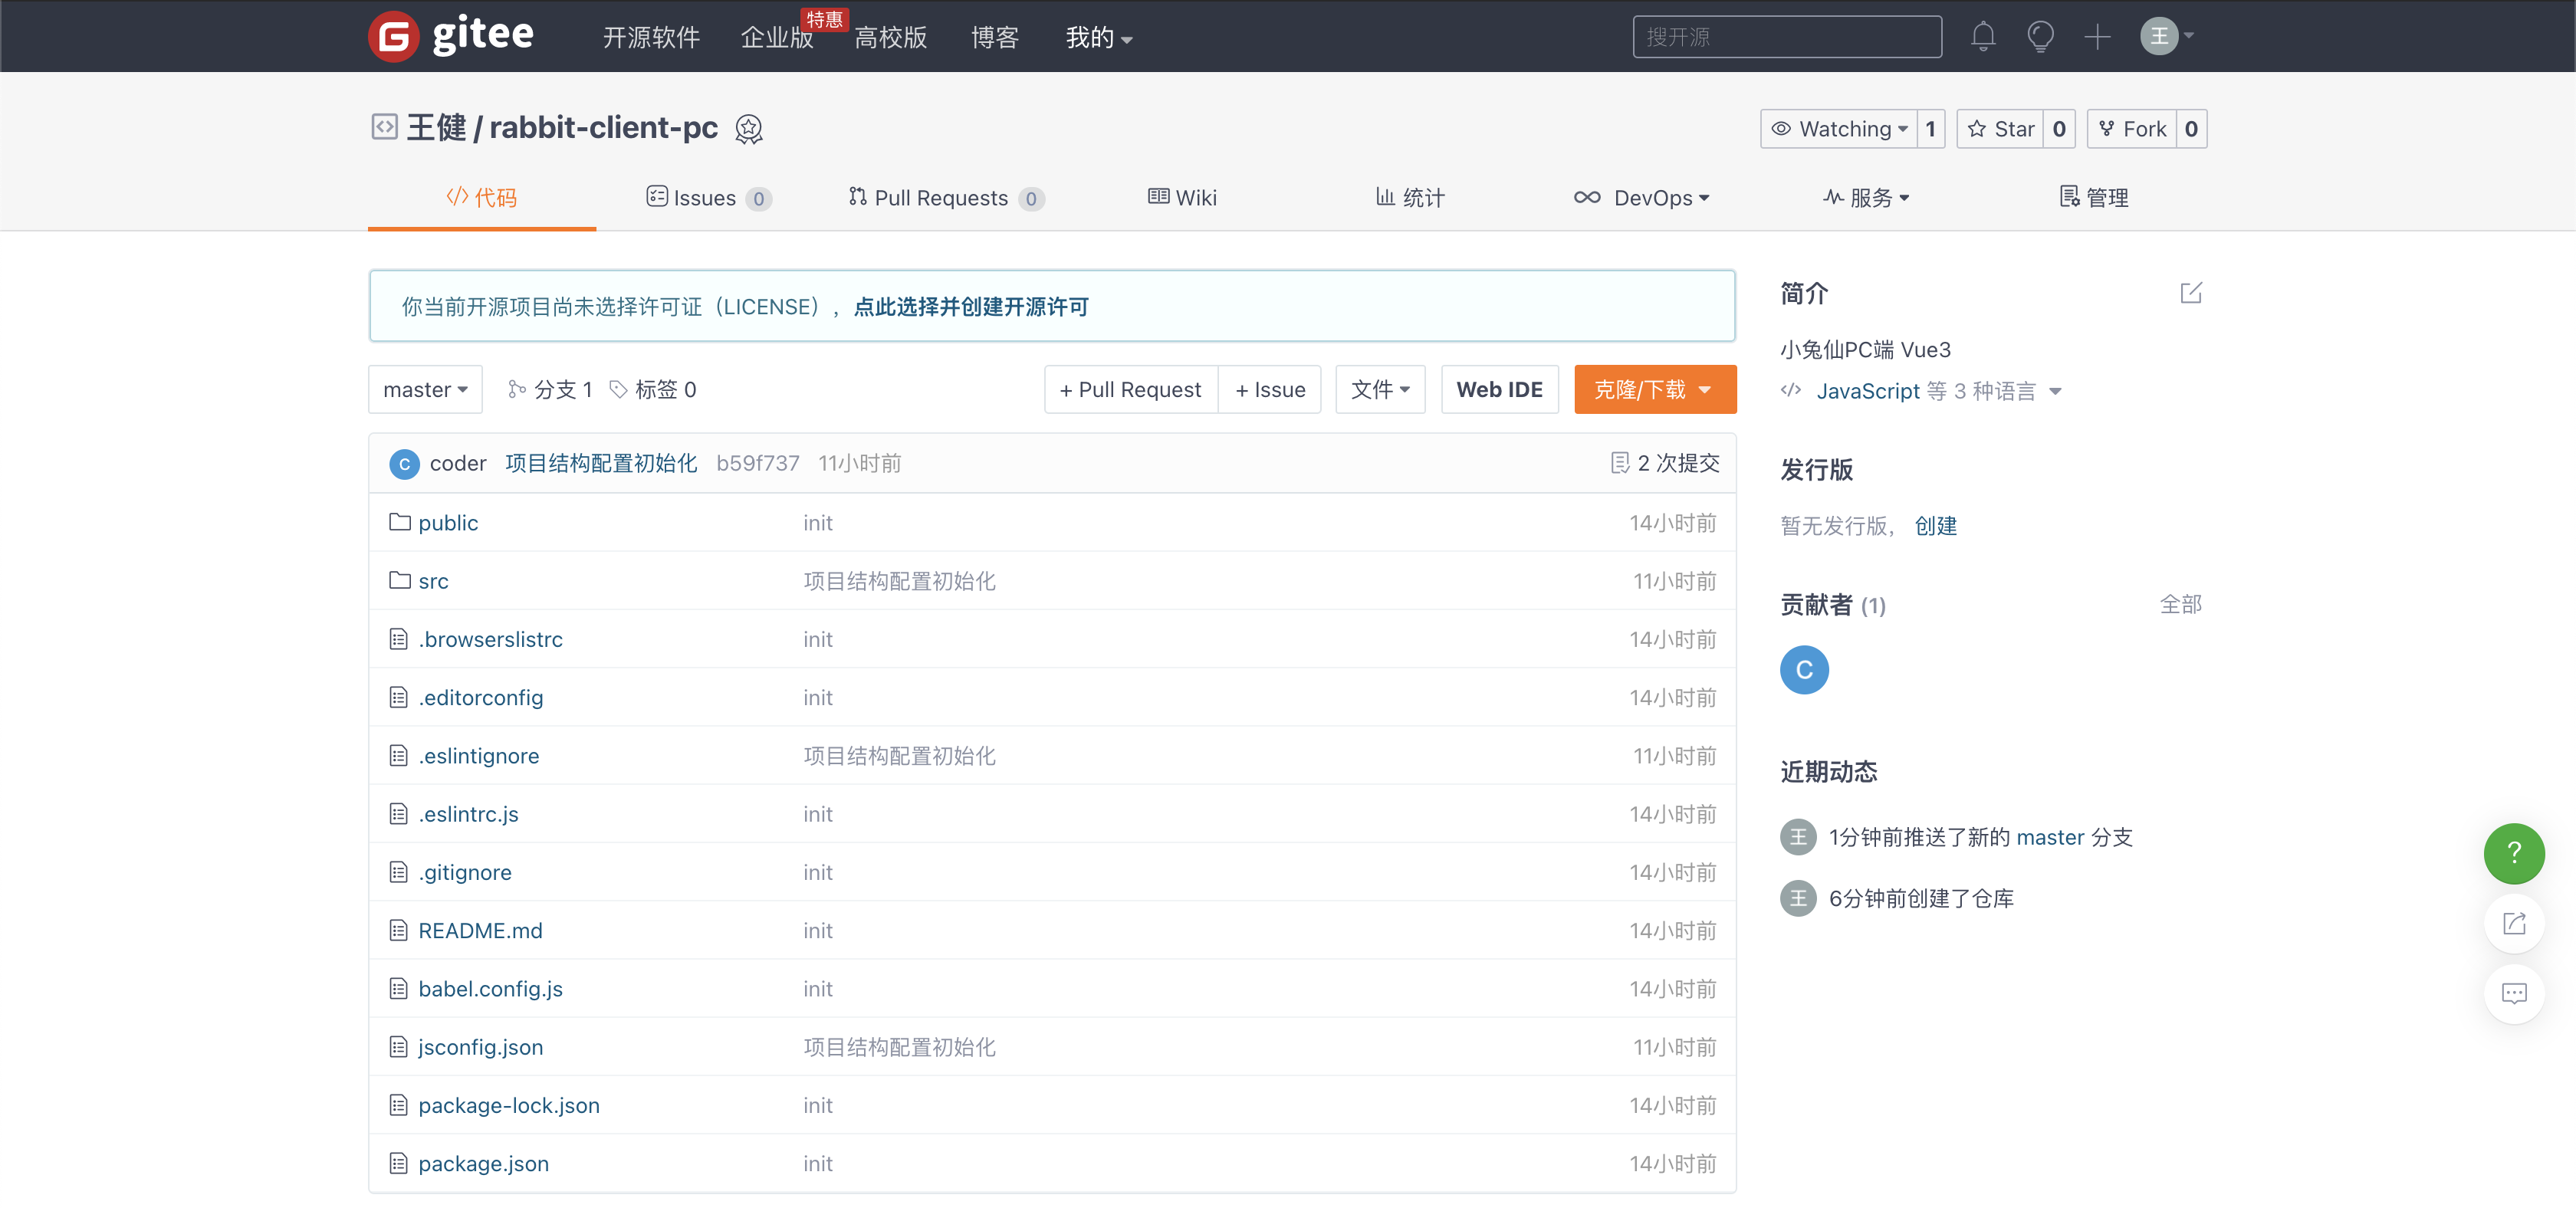 gitee 开源软件 企业版 特惠 高校版 博客 我的 搜开源 王
王健 / rabbit-client-pc Watching 1 Star 0 Fork 0
代码 Issues 0 Pull Requests 0 Wiki 统计 DevOps 服务 管理
你当前开源项目尚未选择许可证（LICENSE），点此选择并创建开源许可
master 分支 1 标签 0 + Pull Request + Issue 文件 Web IDE 克隆/下载
C coder 项目结构配置初始化 b59f737 11小时前 2 次提交
public init 14小时前
src 项目结构配置初始化 11小时前
.browserslistrc init 14小时前
.editorconfig init 14小时前
.eslintignore 项目结构配置初始化 11小时前
.eslintrc.js init 14小时前
.gitignore init 14小时前
README.md init 14小时前
babel.config.js init 14小时前
jsconfig.json 项目结构配置初始化 11小时前
package-lock.json init 14小时前
package.json init 14小时前
简介
小兔仙PC端 Vue3
JavaScript 等 3 种语言
发行版
暂无发行版， 创建
贡献者 (1) 全部
C
近期动态
王 1分钟前推送了新的 master 分支
王 6分钟前创建了仓库
?